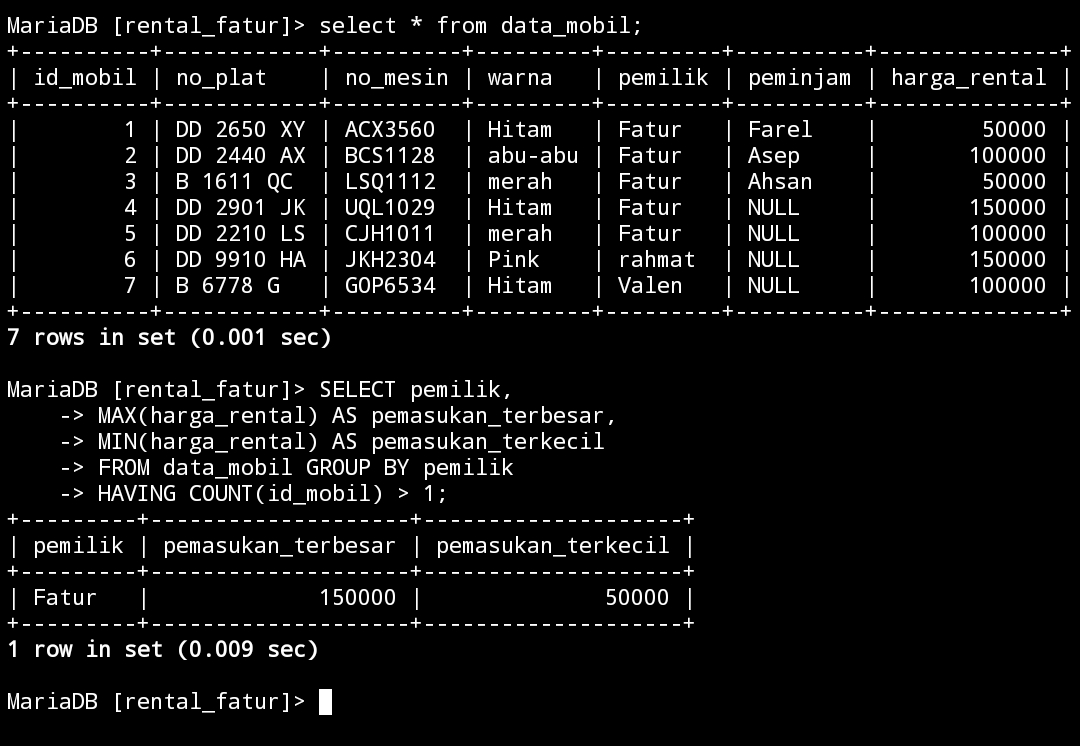 MariaDB [rental_fatur]> select * from data_mobil;
+----------+------------+----------+---------+---------+----------+--------------+
| id_mobil | no_plat    | no_mesin | warna   | pemilik | peminjam | harga_rental |
+----------+------------+----------+---------+---------+----------+--------------+
|        1 | DD 2650 XY | ACX3560  | Hitam   | Fatur   | Farel    |        50000 |
|        2 | DD 2440 AX | BCS1128  | abu-abu | Fatur   | Asep     |       100000 |
|        3 | B 1611 QC  | LSQ1112  | merah   | Fatur   | Ahsan    |        50000 |
|        4 | DD 2901 JK | UQL1029  | Hitam   | Fatur   | NULL     |       150000 |
|        5 | DD 2210 LS | CJH1011  | merah   | Fatur   | NULL     |       100000 |
|        6 | DD 9910 HA | JKH2304  | Pink    | rahmat  | NULL     |       150000 |
|        7 | B 6778 G   | GOP6534  | Hitam   | Valen   | NULL     |       100000 |
+----------+------------+----------+---------+---------+----------+--------------+
7 rows in set (0.001 sec)
MariaDB [rental_fatur]> SELECT pemilik,
    -> MAX(harga_rental) AS pemasukan_terbesar,
    -> MIN(harga_rental) AS pemasukan_terkecil
    -> FROM data_mobil GROUP BY pemilik
    -> HAVING COUNT(id_mobil) > 1;
+---------+--------------------+--------------------+
| pemilik | pemasukan_terbesar | pemasukan_terkecil |
+---------+--------------------+--------------------+
| Fatur   |             150000 |              50000 |
+---------+--------------------+--------------------+
1 row in set (0.009 sec)
MariaDB [rental_fatur]>